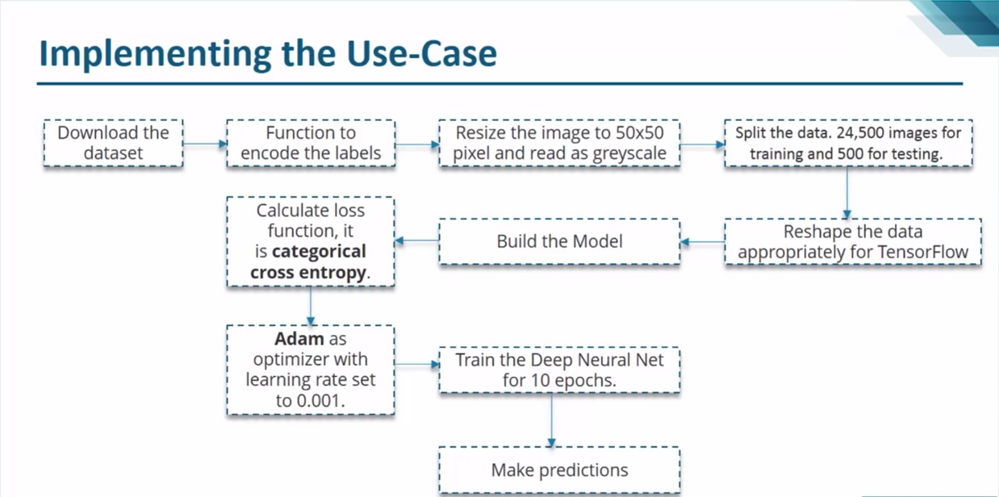 Implementing the Use-Case
Download the
dataset
Function to
encode the labels
Resize the image to 50x50
pixel and read as greyscale
Split the data. 24,500 images for
training and 500 for testing.
Reshape the data
appropriately for TensorFlow
Build the Model
Calculate loss
function, it
is categorical
cross entropy.
Adam as
optimizer with
learning rate set
to 0.001.
Train the Deep Neural Net
for 10 epochs.
Make predictions